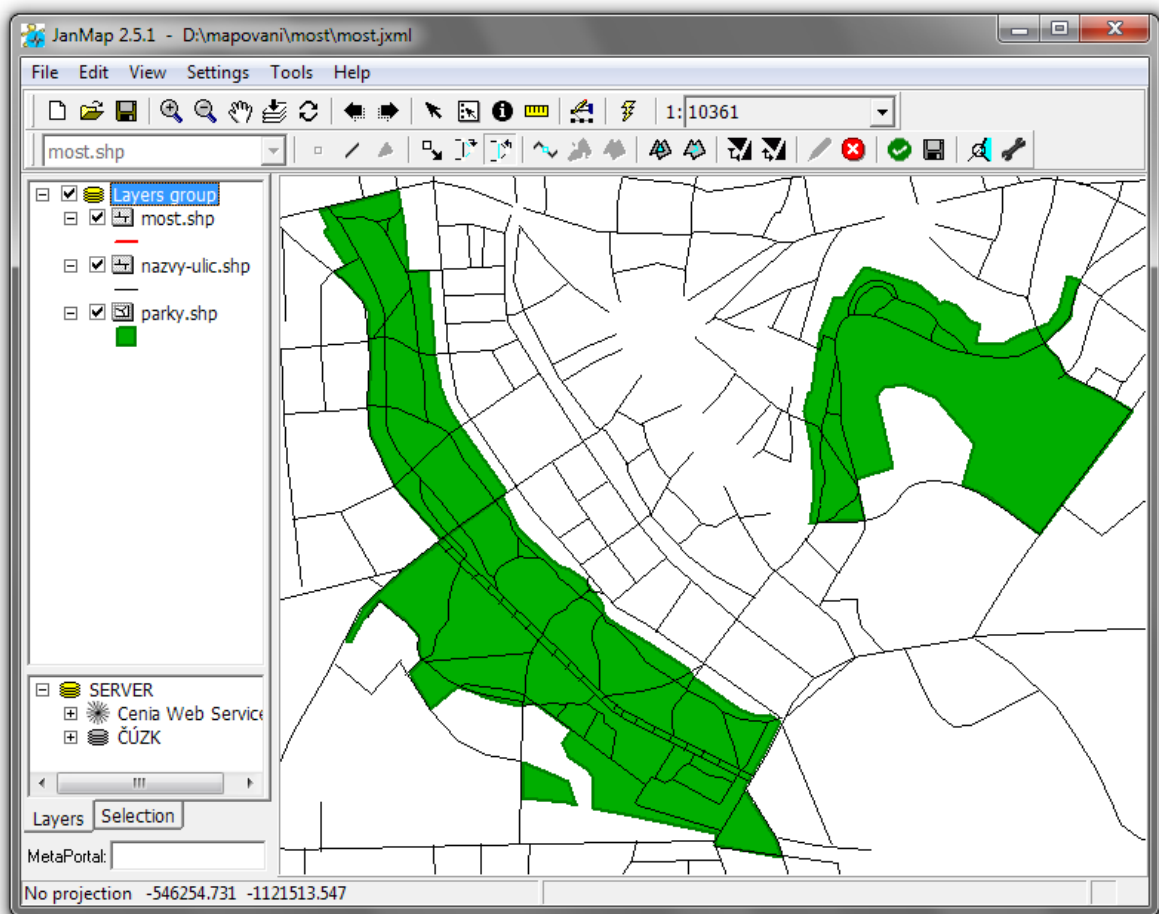 JanMap 2.5.1 - D:\mapovani\most\most.jxml
File Edit View Settings Tools Help
1: 10361
most.shp
Layers group
most.shp
nazvy-ulic.shp
parky.shp
SERVER
Cenia Web Service
ČÚZK
Layers Selection
MetaPortal:
No projection -546254.731 -1121513.547